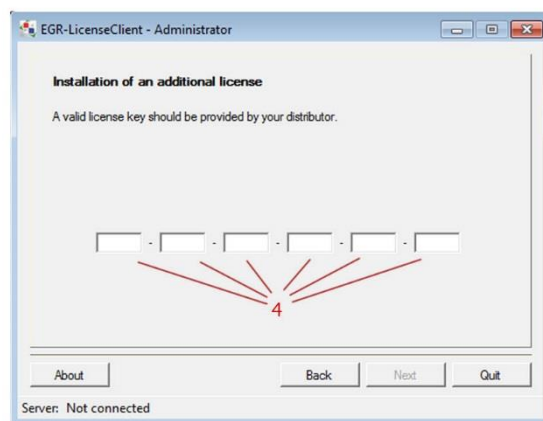 EGR-LicenseClient - Administrator
Installation of an additional license
A valid license key should be provided by your distributor.
- - - - -
4
About Back Next Quit
Server: Not connected